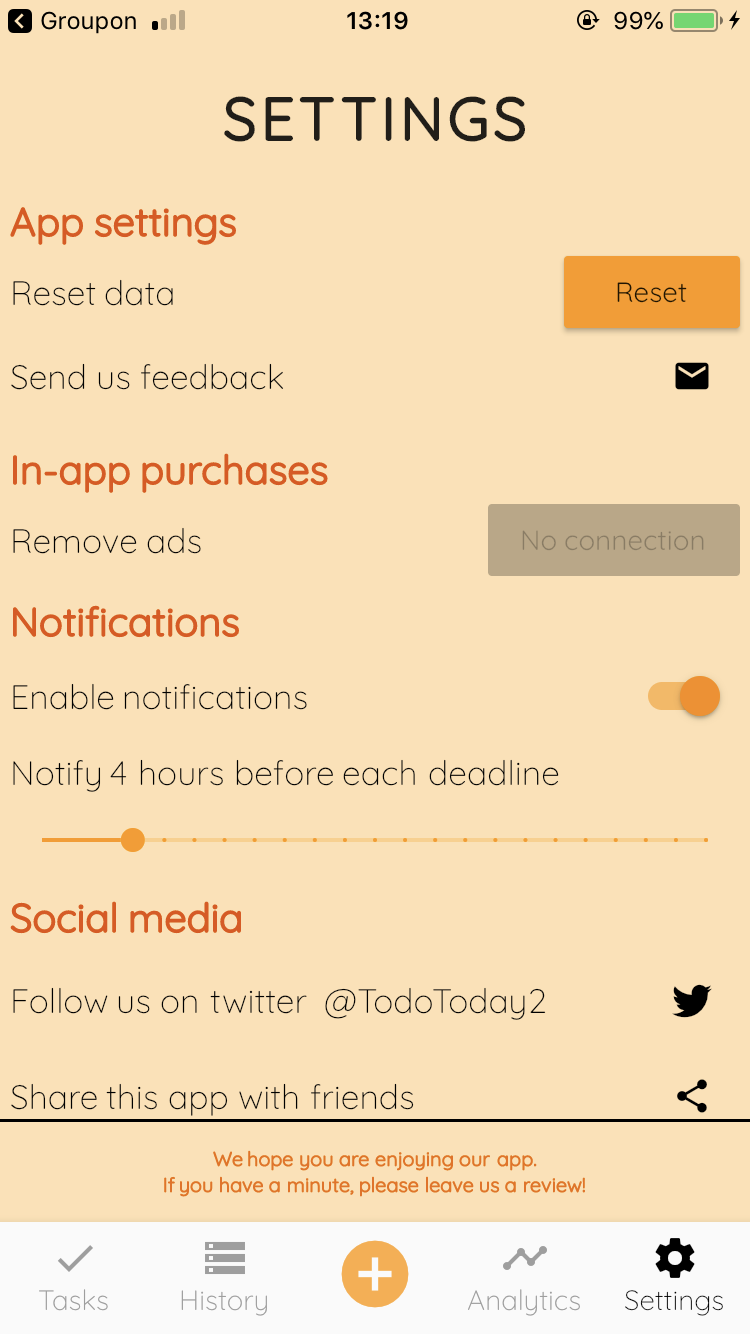 Groupon 13:19 99%
SETTINGS
App settings
Reset data Reset
Send us feedback
In-app purchases
Remove ads No connection
Notifications
Enable notifications
Notify 4 hours before each deadline
Social media
Follow us on twitter @TodoToday2
Share this app with friends
We hope you are enjoying our app.
If you have a minute, please leave us a review!
Tasks History Analytics Settings